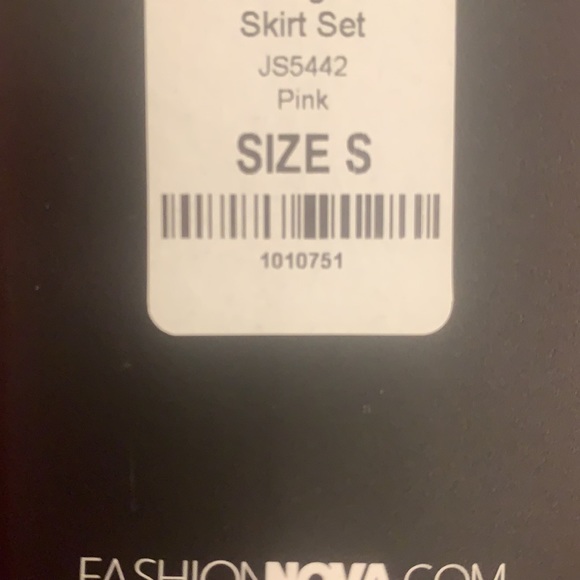 Skirt Set
JS5442
Pink
SIZE S
1010751
FASHIONNOVA.COM